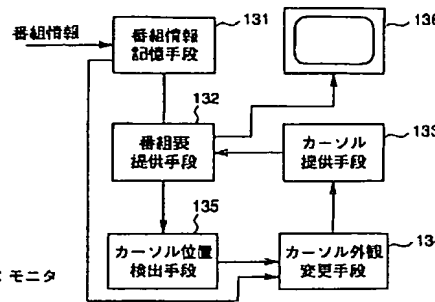 131
番組情報
番組情報
記憶手段
136
132
番組表
提供手段
133
カーソル
提供手段
135
カーソル位置
検出手段
134
カーソル外観
変更手段
: モニタ